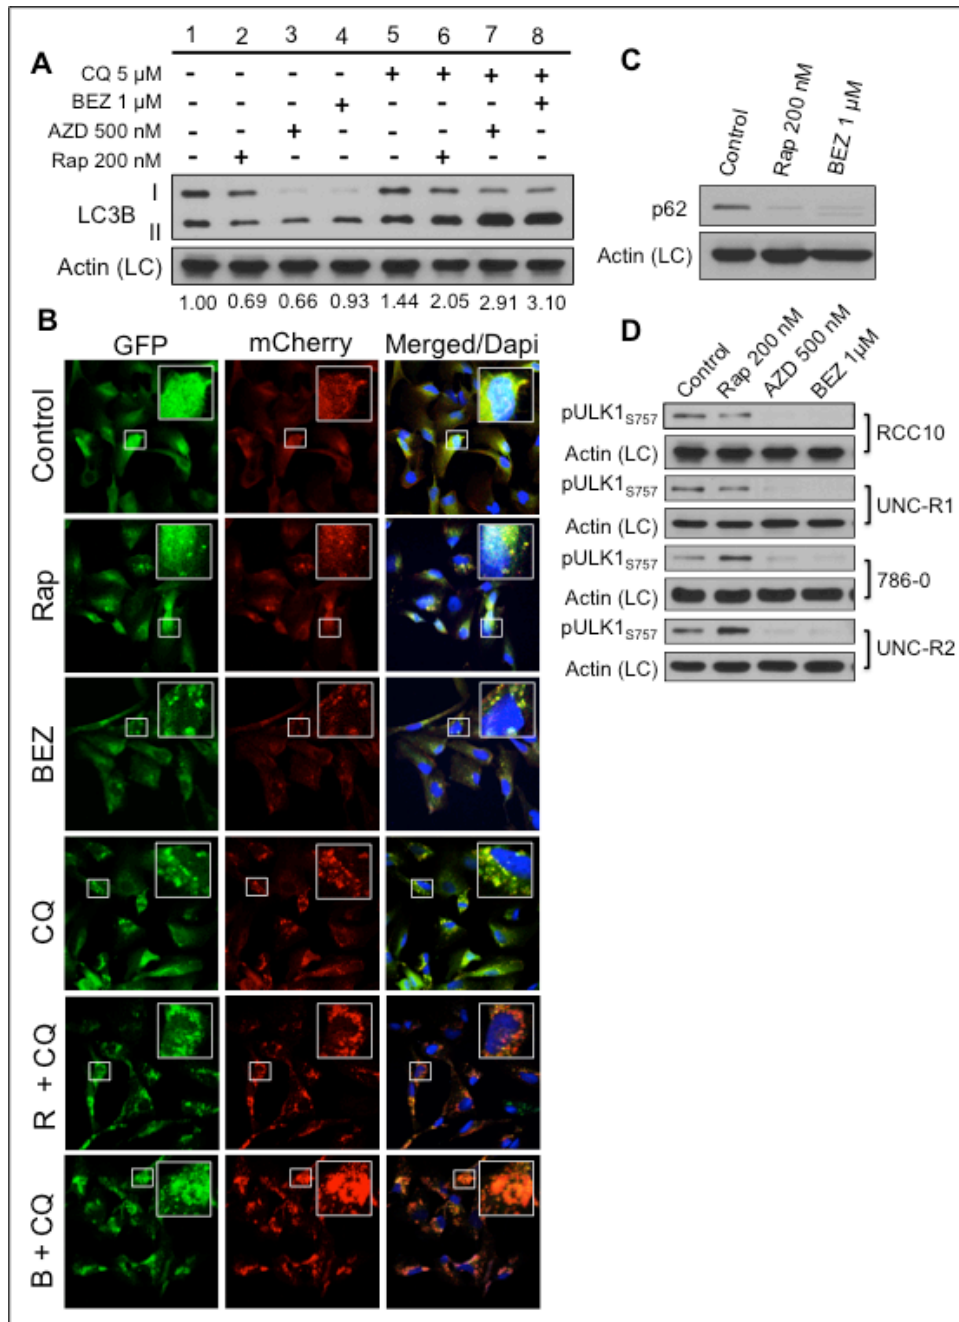 1 2 3 4 5 6 7 8
A
CQ 5 µM - - - - + + + +
BEZ 1 µM - - - + - - - +
AZD 500 nM - - + - - - + -
Rap 200 nM - + - - - + - -
I
LC3B
II
Actin (LC)
1.00 0.69 0.66 0.93 1.44 2.05 2.91 3.10
B
GFP mCherry Merged/Dapi
Control
Rap
BEZ
CQ
R + CQ
B + CQ
C
Control Rap 200 nM BEZ 1 µM
p62
Actin (LC)
D
Control Rap 200 nM AZD 500 nM BEZ 1µM
pULK1S757
RCC10
Actin (LC)
pULK1S757
UNC-R1
Actin (LC)
pULK1S757
786-0
Actin (LC)
pULK1S757
UNC-R2
Actin (LC)